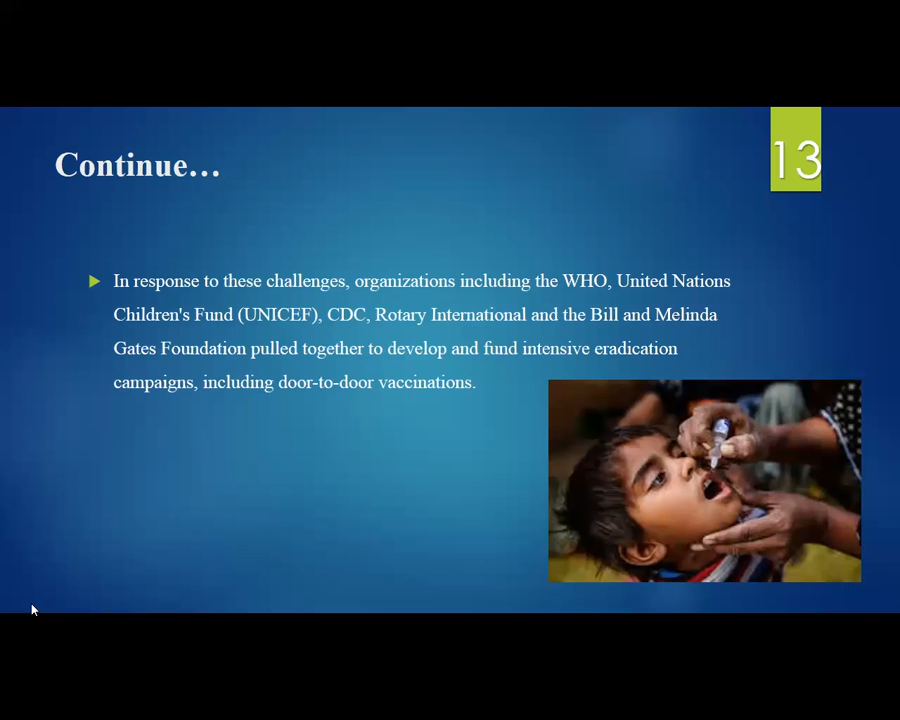 Continue…
13
In response to these challenges, organizations including the WHO, United Nations
Children's Fund (UNICEF), CDC, Rotary International and the Bill and Melinda
Gates Foundation pulled together to develop and fund intensive eradication
campaigns, including door-to-door vaccinations.